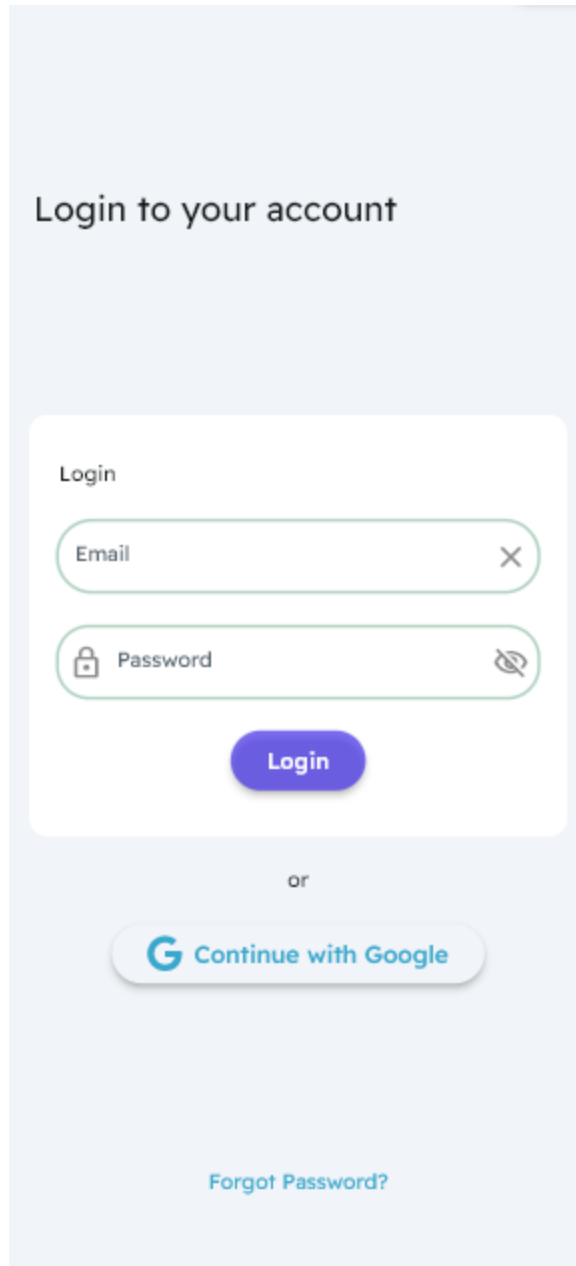 Login to your account
Login
Email
Password
Login
or
Continue with Google
Forgot Password?